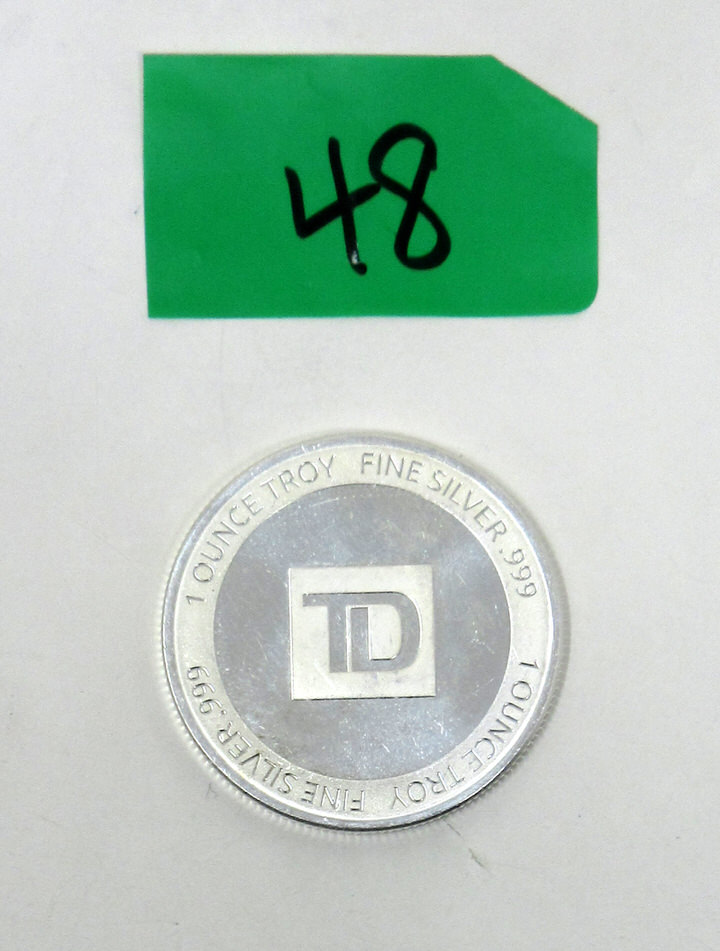 48
1 OUNCE TROY FINE SILVER .999
TD
1 OUNCE TROY FINE SILVER .999